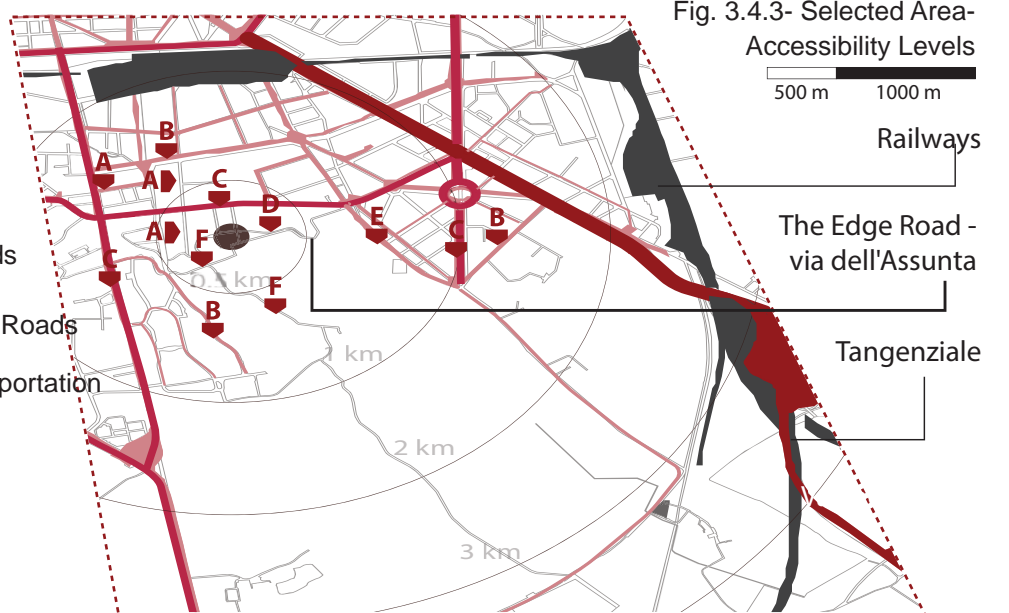 Fig. 3.4.3- Selected Area-
Accessibility Levels
500 m 1000 m
Railways
The Edge Road -
via dell'Assunta
Tangenziale
ds
Roads
portation
B
A
A
C
D
A
F
E
C
B
C
F
B
0.5 km
1 km
2 km
3 km